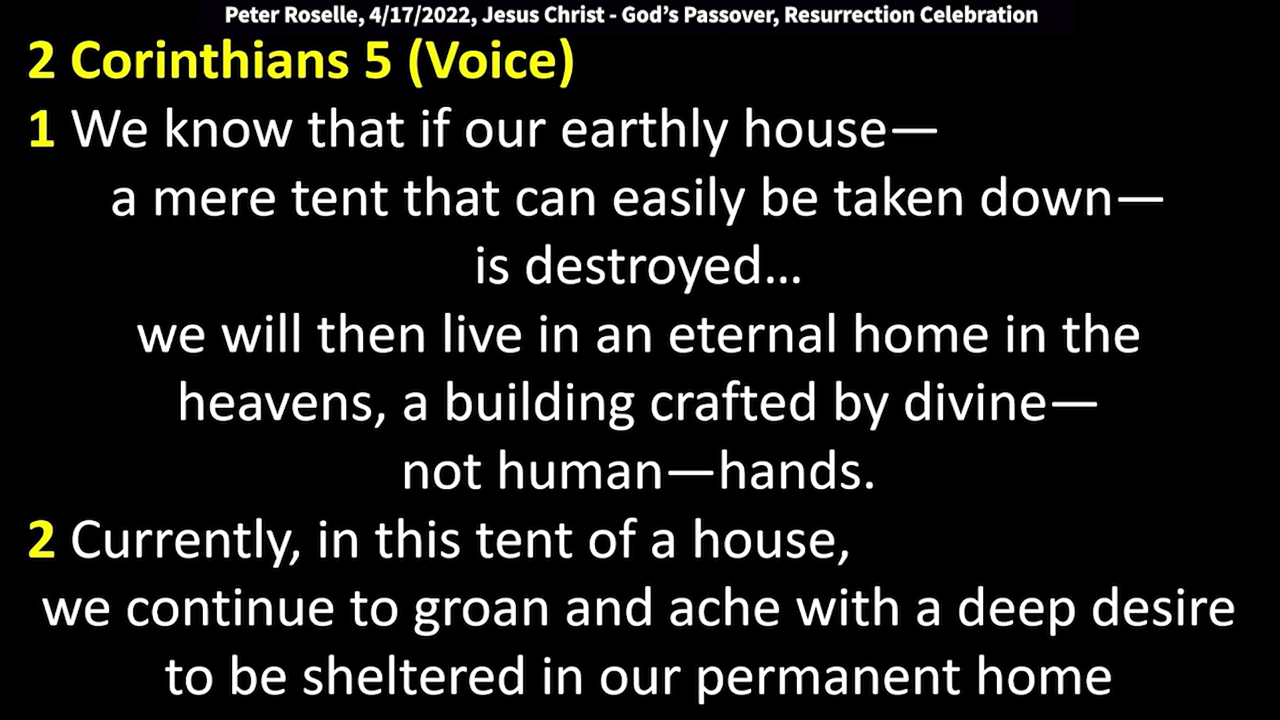 Peter Roselle, 4/17/2022, Jesus Christ - God’s Passover, Resurrection Celebration
2 Corinthians 5 (Voice)
1 We know that if our earthly house—
a mere tent that can easily be taken down—
is destroyed…
we will then live in an eternal home in the
heavens, a building crafted by divine—
not human—hands.
2 Currently, in this tent of a house,
we continue to groan and ache with a deep desire
to be sheltered in our permanent home